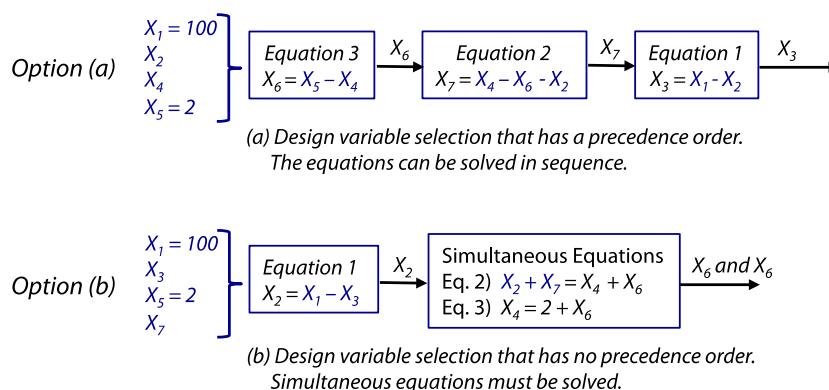 Option (a)
X₁ = 100
X₂
X₄
X₅ = 2
Equation 3
X₆ = X₅ – X₄
X₆
Equation 2
X₇ = X₄ – X₆ - X₂
X₇
Equation 1
X₃ = X₁ - X₂
X₃
(a) Design variable selection that has a precedence order.
The equations can be solved in sequence.
Option (b)
X₁ = 100
X₃
X₅ = 2
X₇
Equation 1
X₂ = X₁ – X₃
X₂
Simultaneous Equations
Eq. 2) X₂ + X₇ = X₄ + X₆
Eq. 3) X₄ = 2 + X₆
X₆ and X₆
(b) Design variable selection that has no precedence order.
Simultaneous equations must be solved.